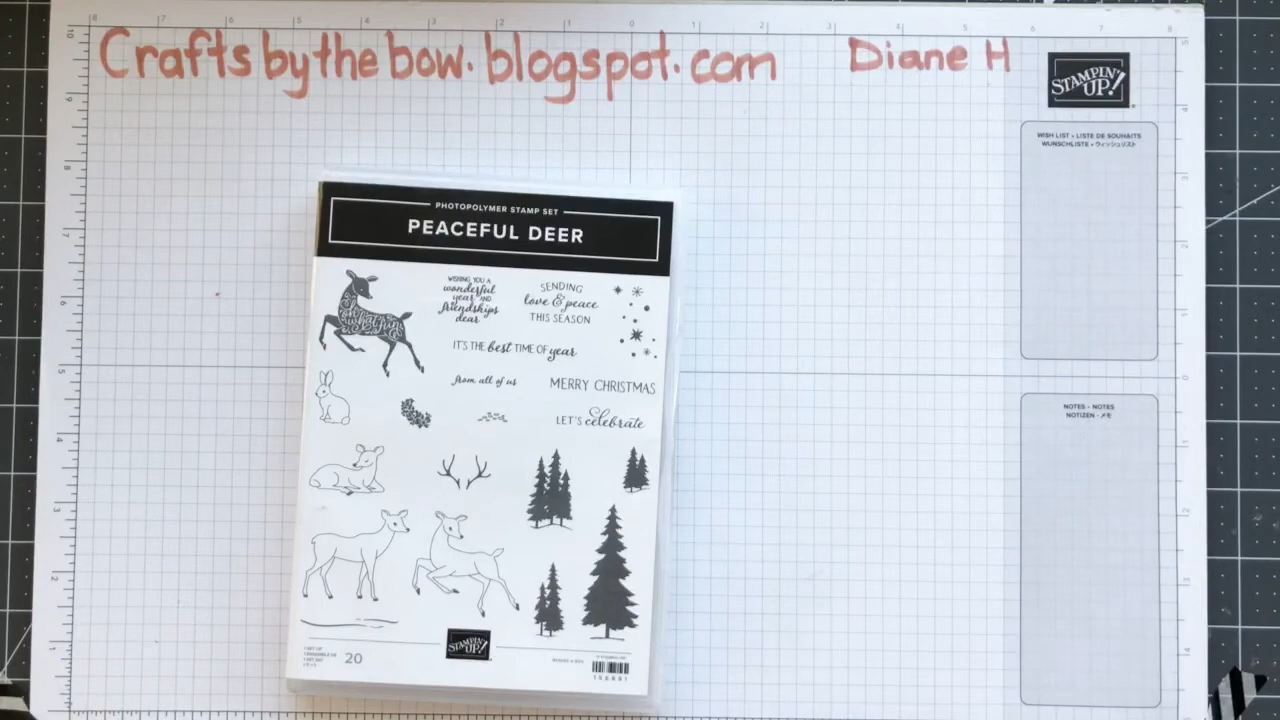 Craftsbythebow.blogspot.com Diane H
STAMPIN' UP!
WISH LIST • LISTE DE SOUHAITS
WUNSCHLISTE • ウィッシュリスト
PHOTOPOLYMER STAMP SET
PEACEFUL DEER
WISHING YOU A
wonderful
year AND
friendships
dear
SENDING
love & peace
THIS SEASON
IT'S THE best TIME OF year
from all of us
MERRY CHRISTMAS
LET'S celebrate
NOTES • NOTES
NOTIZEN • メモ
STAMPIN' UP!
20